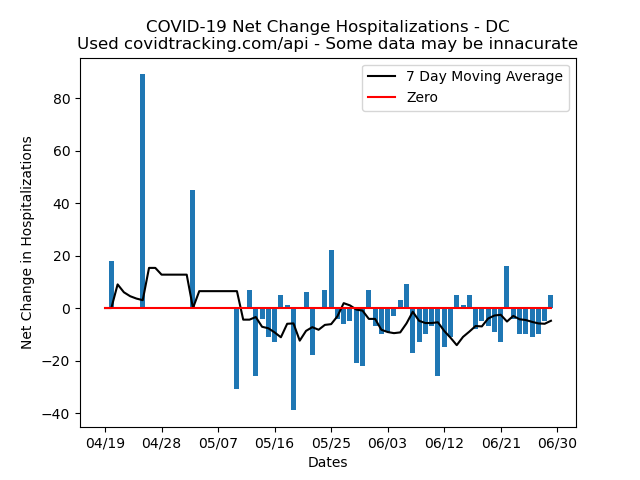 COVID-19 Net Change Hospitalizations - DC
Used covidtracking.com/api - Some data may be innacurate
7 Day Moving Average
Zero
Net Change in Hospitalizations
80
60
40
20
0
−20
−40
04/19 04/28 05/07 05/16 05/25 06/03 06/12 06/21 06/30
Dates